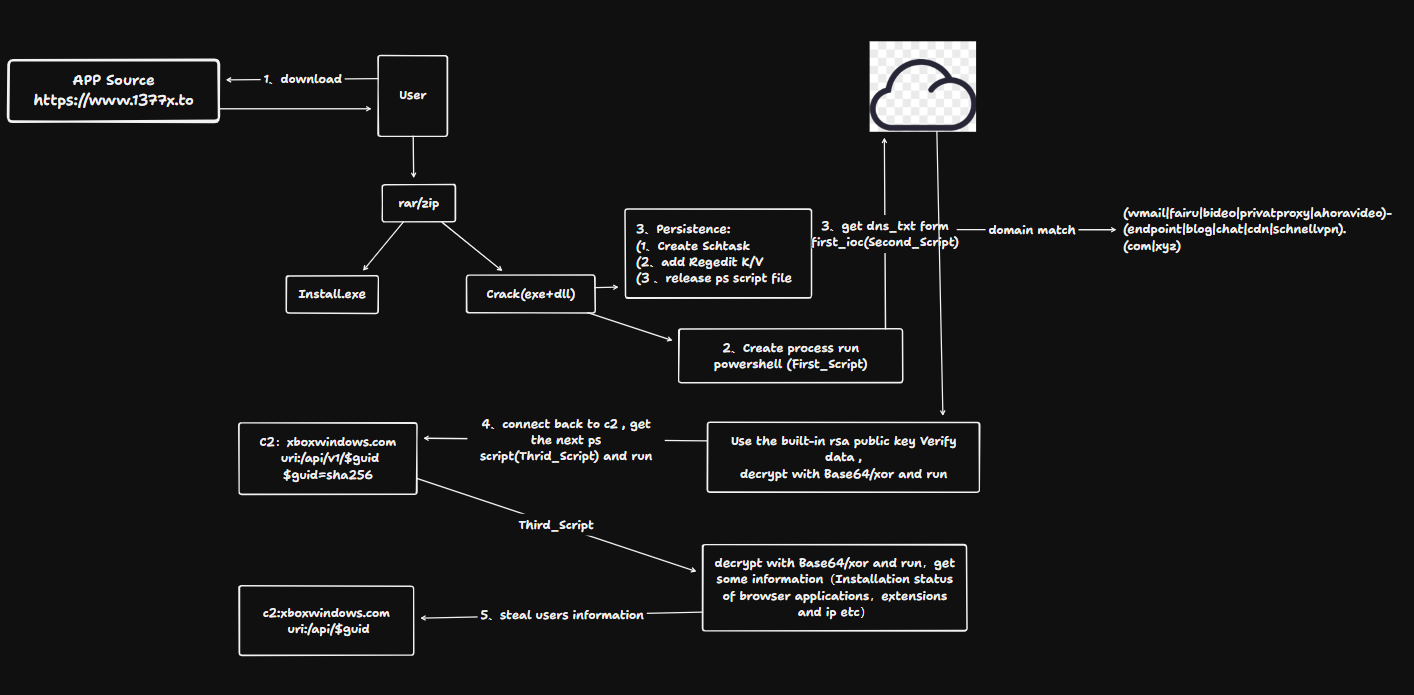 APP Source
https://www.1377x.to
1、download
User
rar/zip
Install.exe
Crack(exe+dll)
3、Persistence:
(1、Create Schtask
(2、add Regedit K/V
(3 、release ps script file
3、get dns_txt form
first_ioc(Second_Script)
domain match
(wmail|fairu|bideo|privatproxy|ahoravideo)-
(endpoint|blog|chat|cdn|schnellvpn).
(com|xyz)
2、Create process run
powershell (First_Script)
Use the built-in rsa public key Verify
data ,
decrypt with Base64/xor and run
4、connect back to c2 , get
the next ps
script(Thrid_Script) and run
C2: xboxwindows.com
uri:/api/v1/$guid
$guid=sha256
Third_Script
decrypt with Base64/xor and run, get
some information (Installation status
of browser applications, extensions
and ip etc)
5、steal users information
c2:xboxwindows.com
uri:/api/$guid